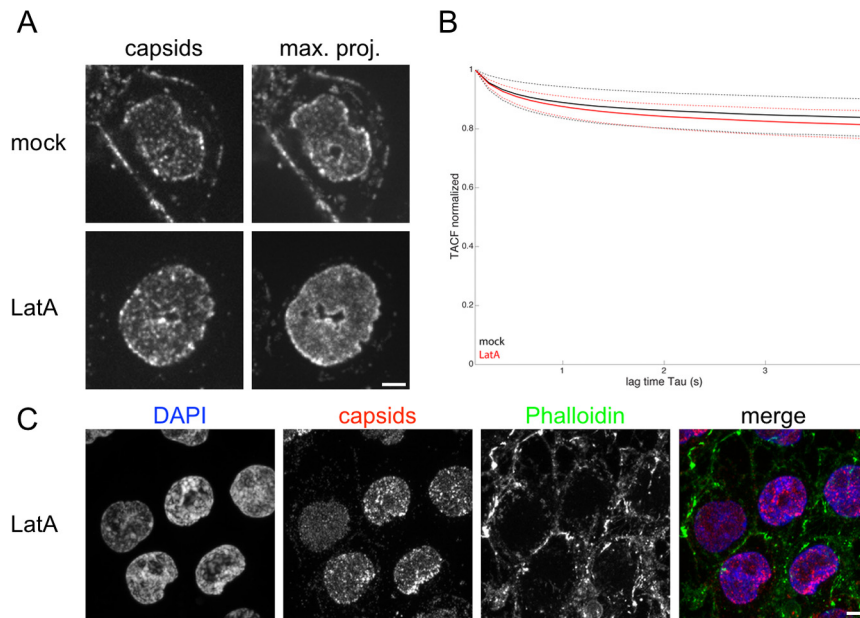 A
capsids
max. proj.
mock
LatA
B
1
0.8
0.6
0.4
0.2
0
TACF normalized
mock
LatA
1
2
3
lag time Tau (s)
C
DAPI
capsids
Phalloidin
merge
LatA